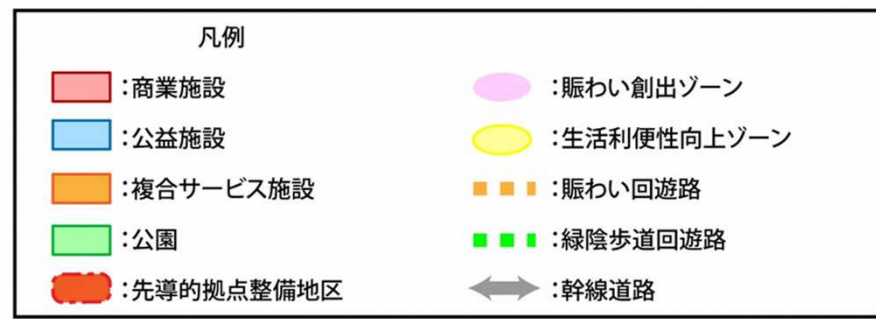 凡例
：商業施設
：公益施設
：複合サービス施設
：公園
：先導的拠点整備地区
：賑わい創出ゾーン
：生活利便性向上ゾーン
：賑わい回遊路
：緑陰歩道回遊路
：幹線道路